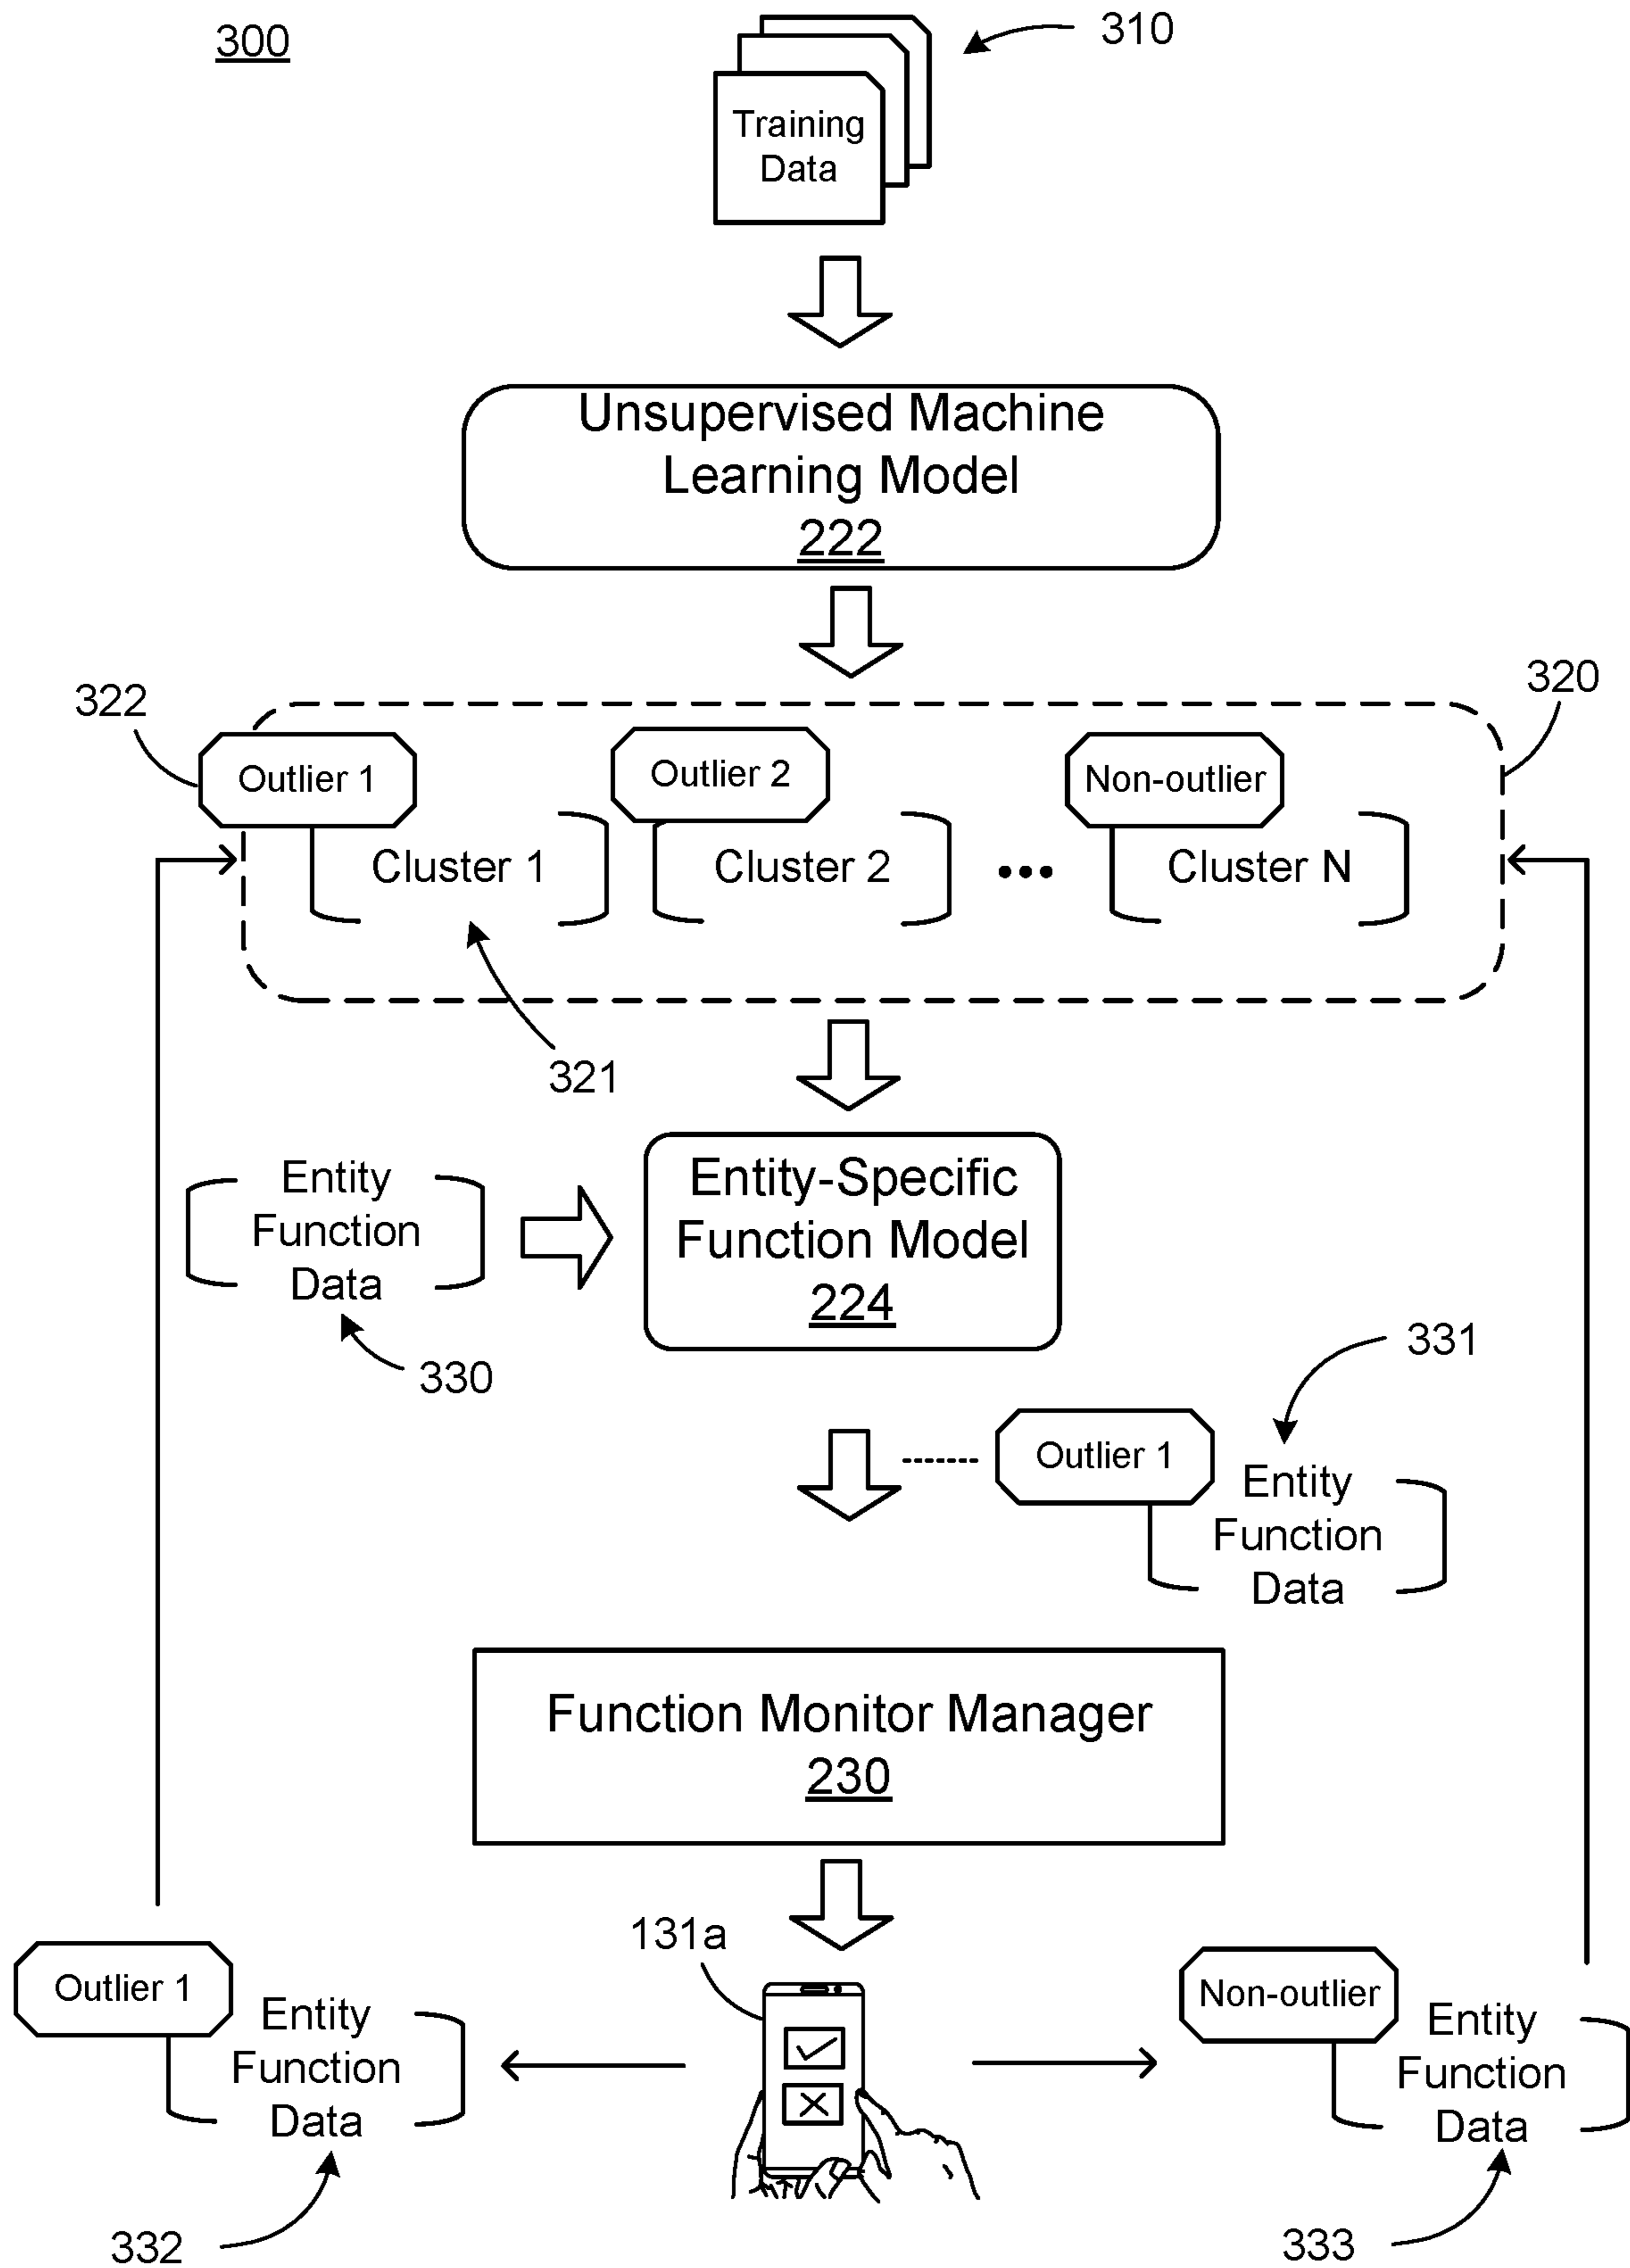 300
310
Training
Data
Unsupervised Machine
Learning Model
222
322
320
Outlier 1
Outlier 2
Non-outlier
Cluster 1
Cluster 2
•••
Cluster N
321
Entity
Function
Data
330
Entity-Specific
Function Model
224
331
Outlier 1
Entity
Function
Data
Function Monitor Manager
230
131a
Outlier 1
Entity
Function
Data
332
Non-outlier
Entity
Function
Data
333